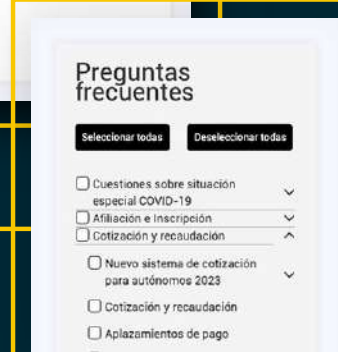 Preguntas
frecuentes
Seleccionar todas Deseleccionar todas
Cuestiones sobre situación
especial COVID-19
Afiliación e Inscripción
Cotización y recaudación
Nuevo sistema de cotización
para autónomos 2023
Cotización y recaudación
Aplazamientos de pago